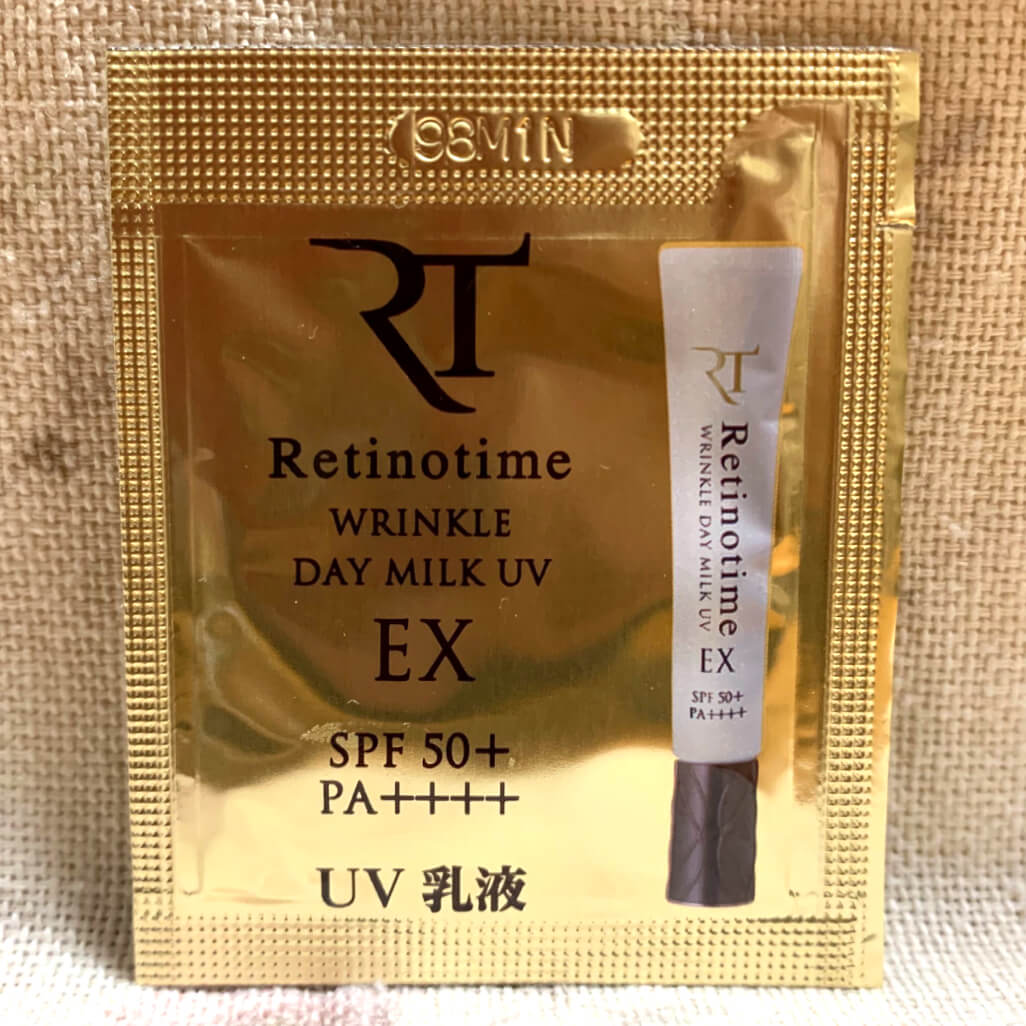 98M1N
RT
Retinotime
WRINKLE
DAY MILK UV
EX
SPF 50+
PA++++
UV 乳液
RT
Retinotime
WRINKLE DAY MILK UV
EX
SPF 50+
PA++++